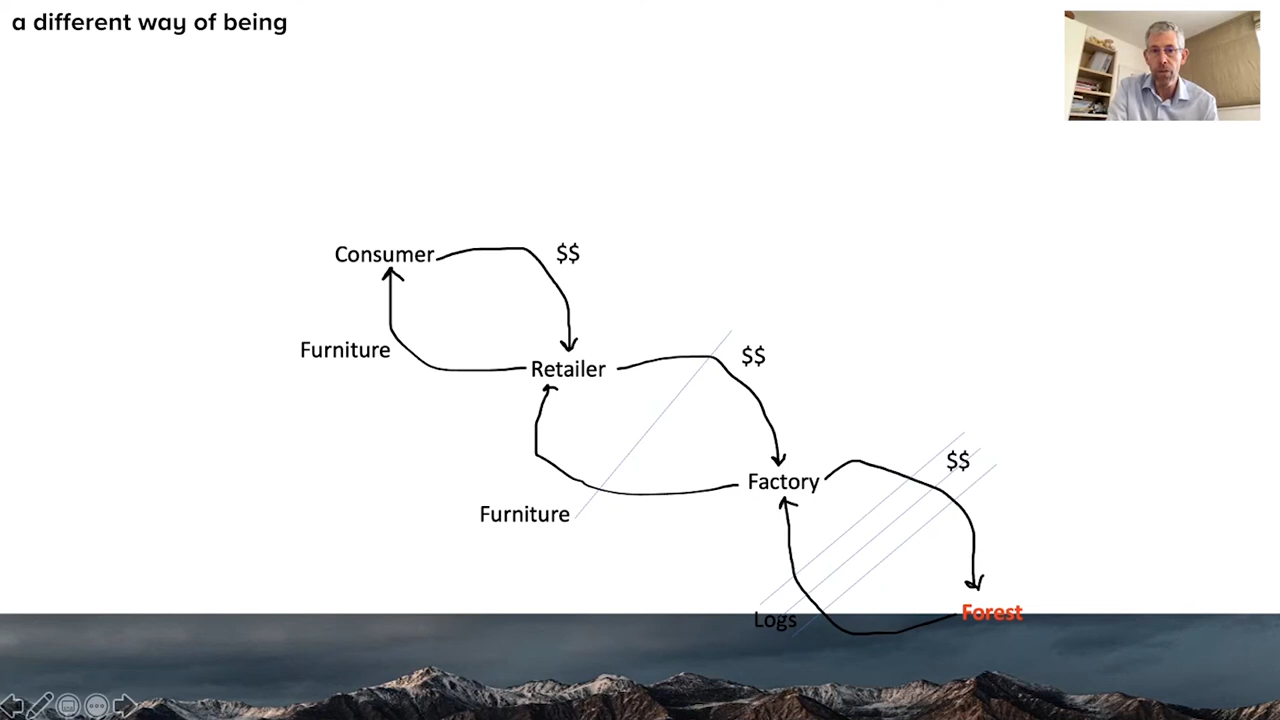 a different way of being
Consumer
$$
Furniture
Retailer
$$
Factory
$$
Furniture
Logs
Forest